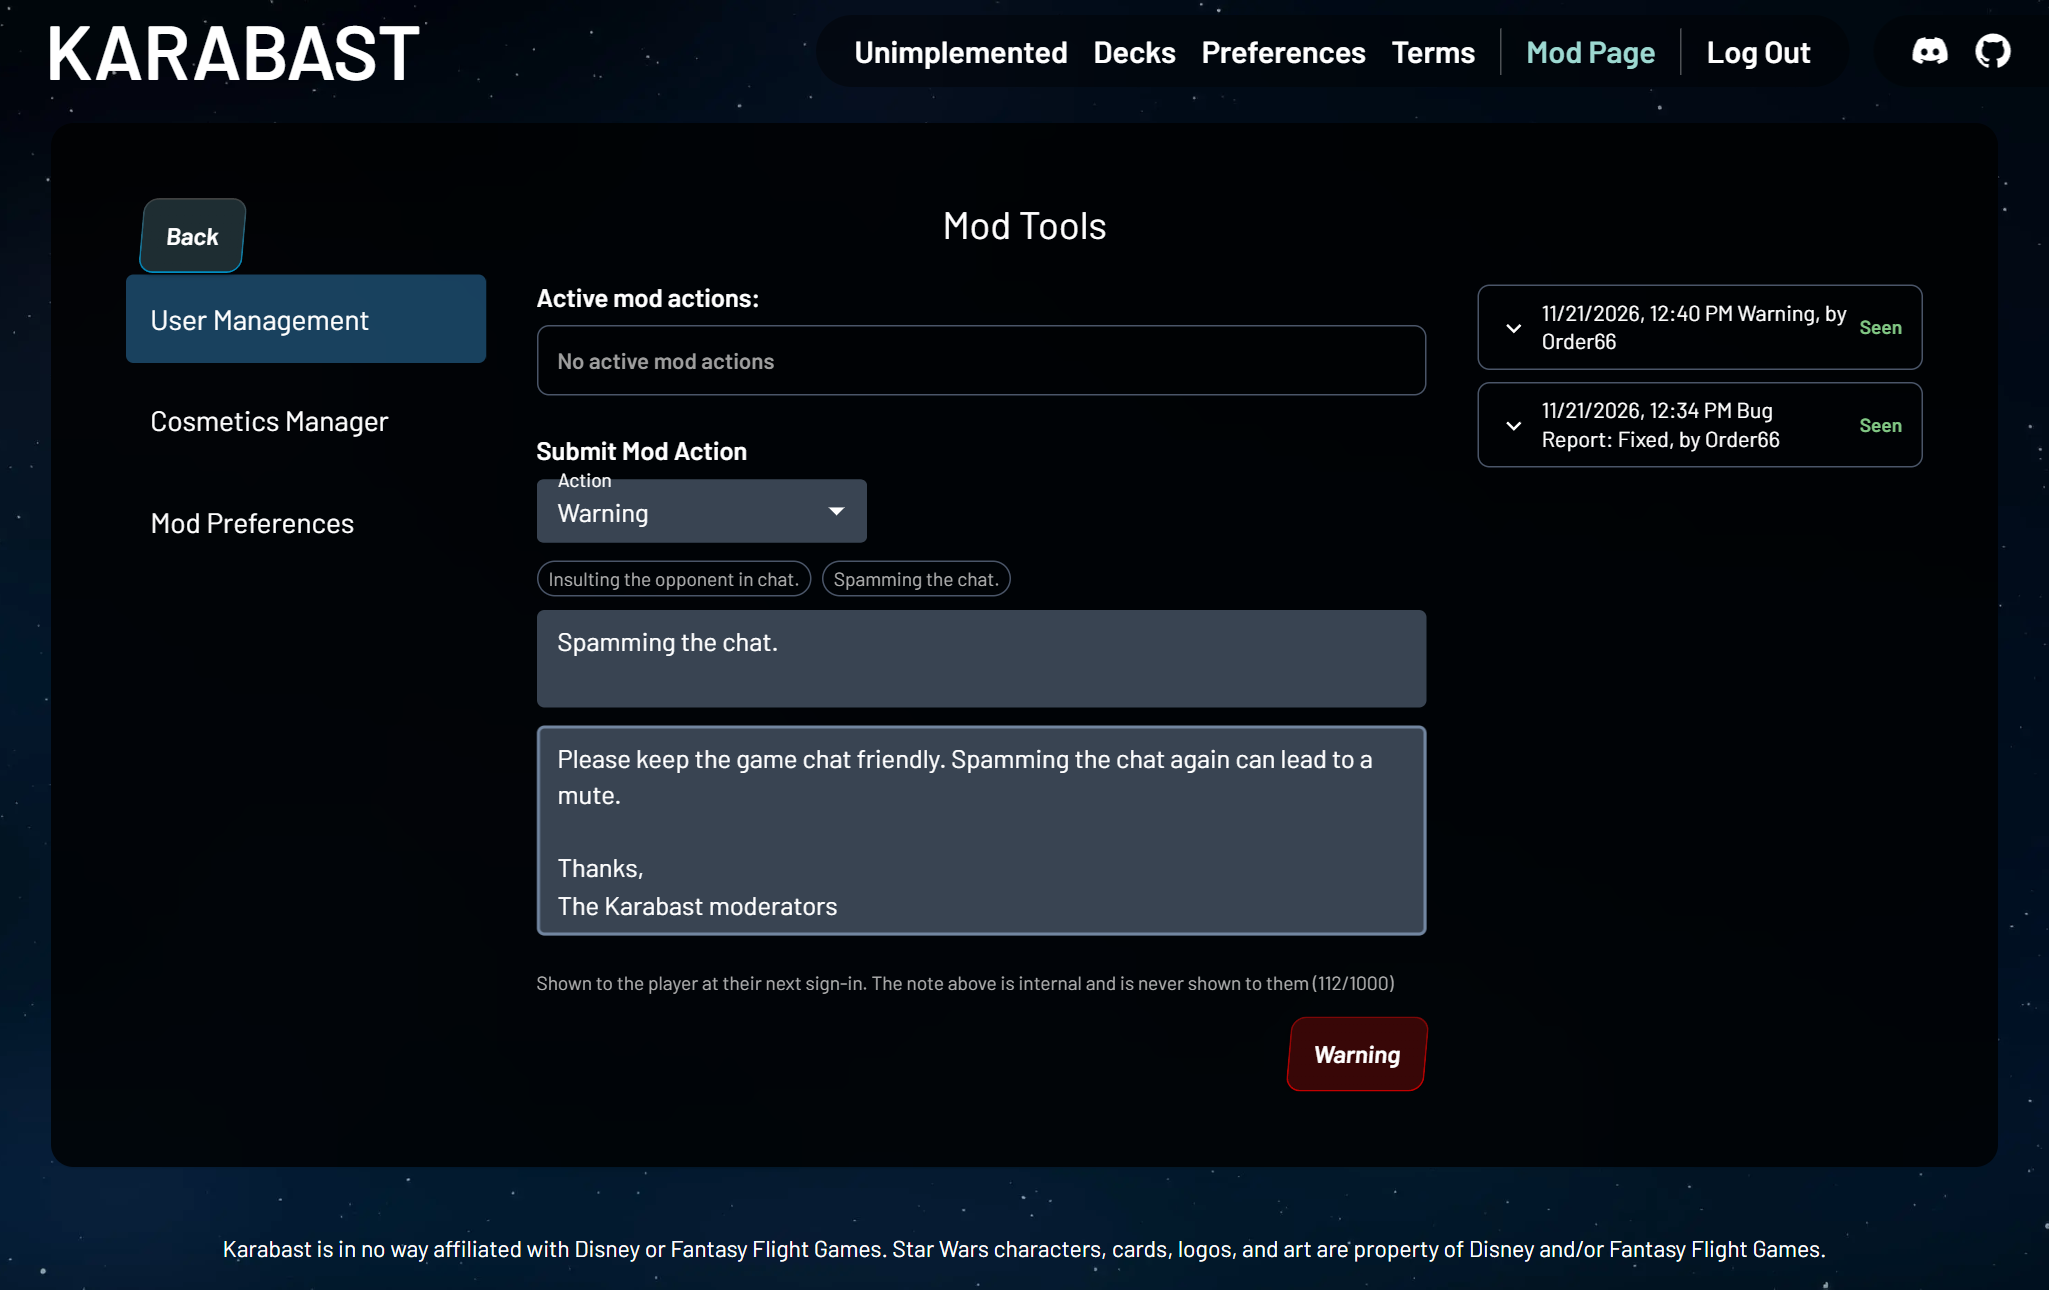 KARABAST
Unimplemented Decks Preferences Terms Mod Page Log Out
Back
User Management
Cosmetics Manager
Mod Preferences
Mod Tools
Active mod actions:
No active mod actions
Submit Mod Action
Action
Warning
Insulting the opponent in chat. Spamming the chat.
Spamming the chat.
Please keep the game chat friendly. Spamming the chat again can lead to a
mute.
Thanks,
The Karabast moderators
Shown to the player at their next sign-in. The note above is internal and is never shown to them (112/1000)
Warning
11/21/2026, 12:40 PM Warning, by
Order66
Seen
11/21/2026, 12:34 PM Bug
Report: Fixed, by Order66
Seen
Karabast is in no way affiliated with Disney or Fantasy Flight Games. Star Wars characters, cards, logos, and art are property of Disney and/or Fantasy Flight Games.